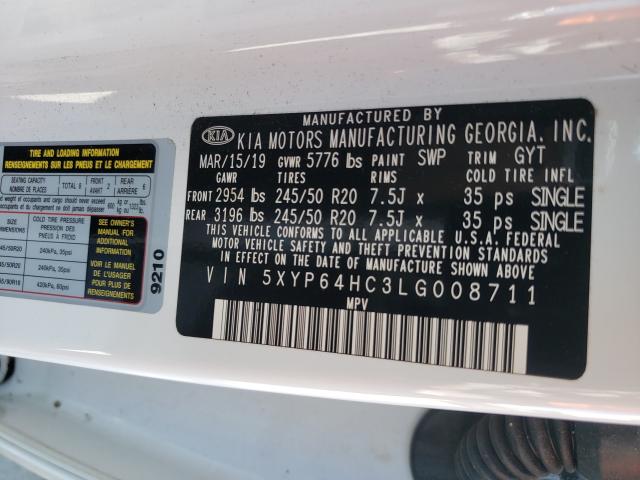 TIRE AND LOADING INFORMATION
RENSEIGNEMENTS SUR LES PNEUS ET LE CHARGEMENT
SEATING CAPACITY
NOMBRE DE PLACES
TOTAL 8
FRONT
AVANT 2
REAR
ARRIÈRE 6
COLD TIRE PRESSURE
PRESSION DES
PNEUS À FROID
240kPa, 35psi
240kPa, 35psi
420kPa, 60psi
SEE OWNER'S
MANUAL FOR
ADDITIONAL
INFORMATION
VOIR LE MANUEL
DE L'USAGER
POUR PLUS DE
RENSEIGNEMENTS
9210
MANUFACTURED BY
KIA KIA MOTORS MANUFACTURING GEORGIA, INC.
MAR/15/19 GVWR 5776 lbs PAINT SWP TRIM GYT
GAWR TIRES RIMS COLD TIRE INFL
FRONT 2954 lbs 245/50 R20 7.5J x 35 ps SINGLE
REAR 3196 lbs 245/50 R20 7.5J x 35 ps SINGLE
THIS VEHICLE CONFORMS TO ALL APPLICABLE U.S.A. FEDERAL
MOTOR VEHICLE SAFETY, BUMPER, AND THEFT PREVENTION STANDARDS
IN EFFECT ON THE DATE OF MANUFACTURE SHOWN ABOVE.
VIN 5XYP64HC3LG008711
MPV